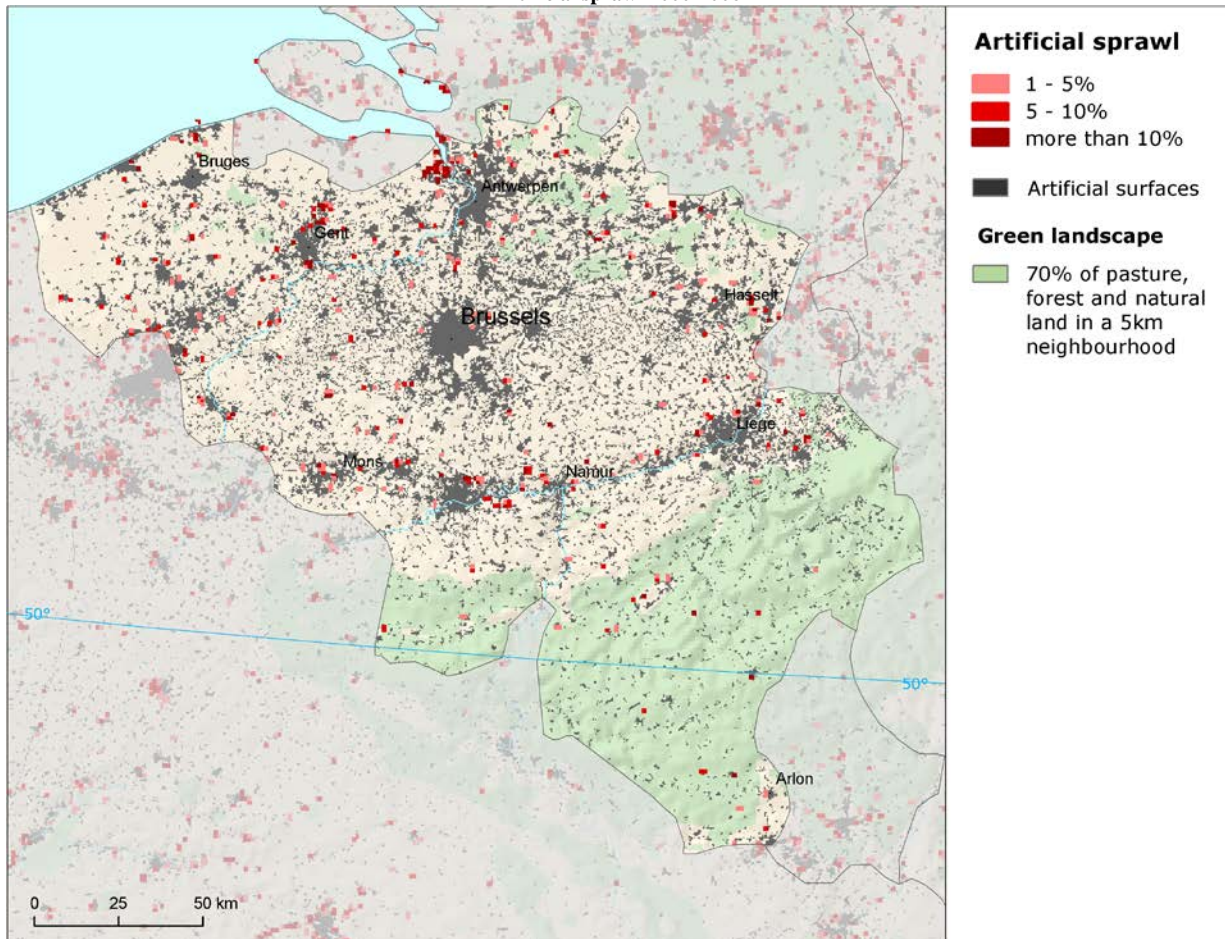 Artificial sprawl
1 - 5%
5 - 10%
more than 10%
Artificial surfaces
Green landscape
70% of pasture,
forest and natural
land in a 5km
neighbourhood
Bruges
Antwerpen
Gent
Hasselt
Brussels
Liege
Mons
Namur
50°
50°
Arlon
0 25 50 km